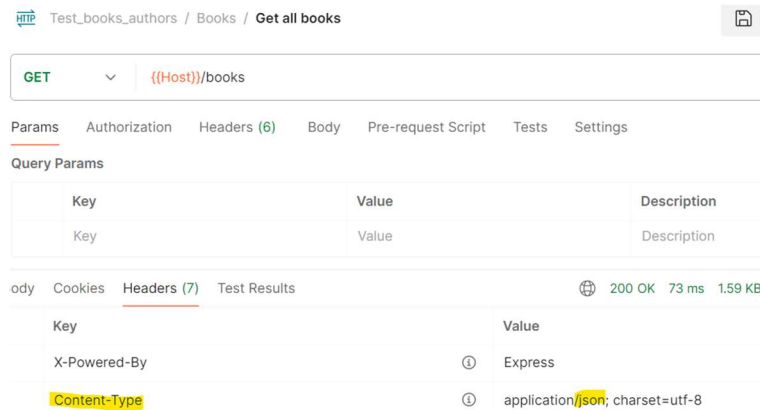 HTTP Test_books_authors / Books / Get all books
GET {{Host}}/books
Params Authorization Headers (6) Body Pre-request Script Tests Settings
Query Params
Key Value Description
Key Value Description
ody Cookies Headers (7) Test Results 200 OK 73 ms 1.59 KB
Key Value
X-Powered-By Express
Content-Type application/json; charset=utf-8